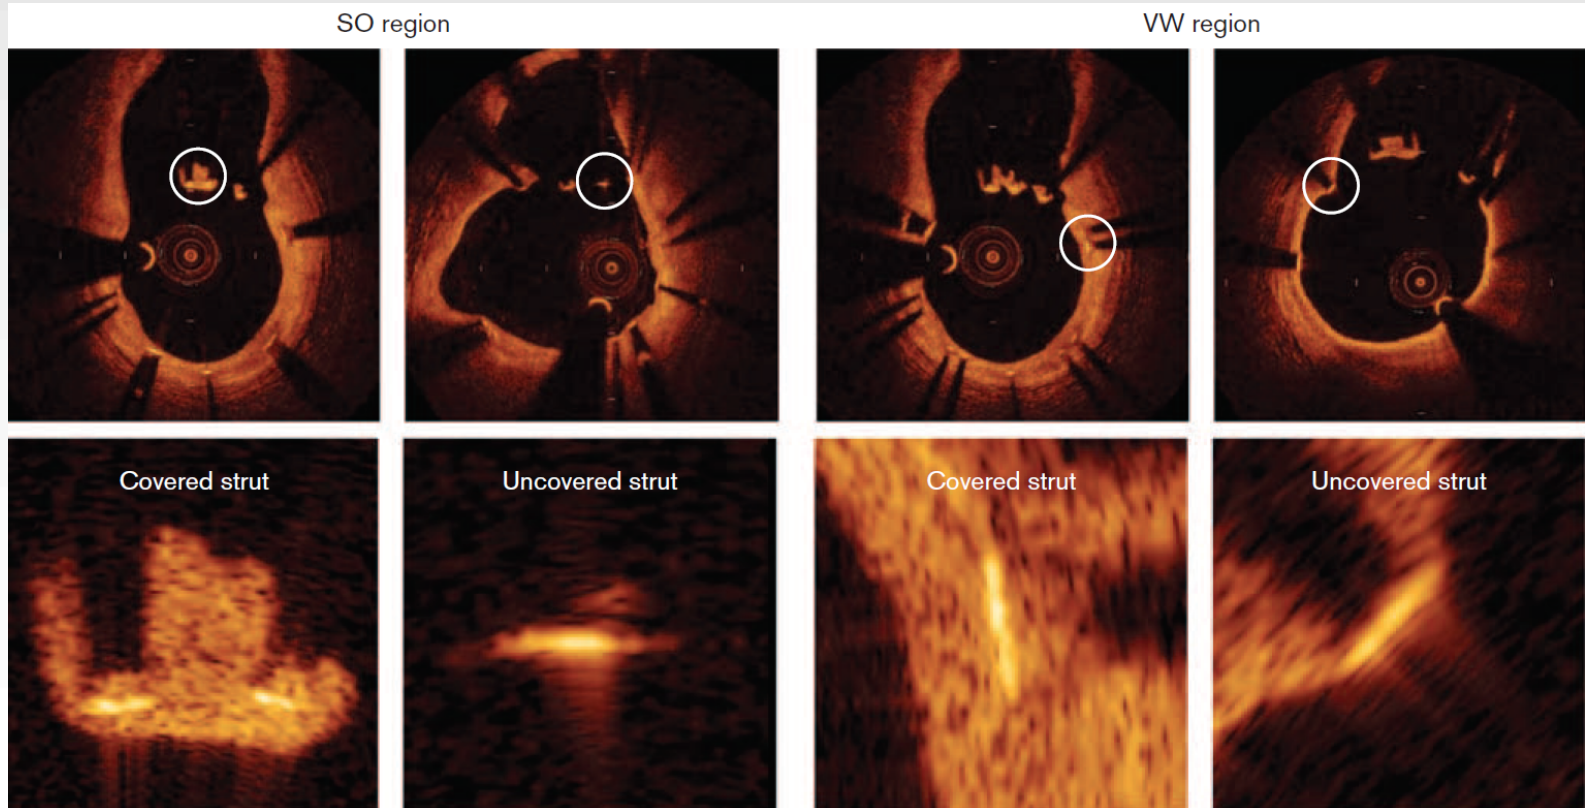 SO region
VW region
Covered strut
Uncovered strut
Covered strut
Uncovered strut